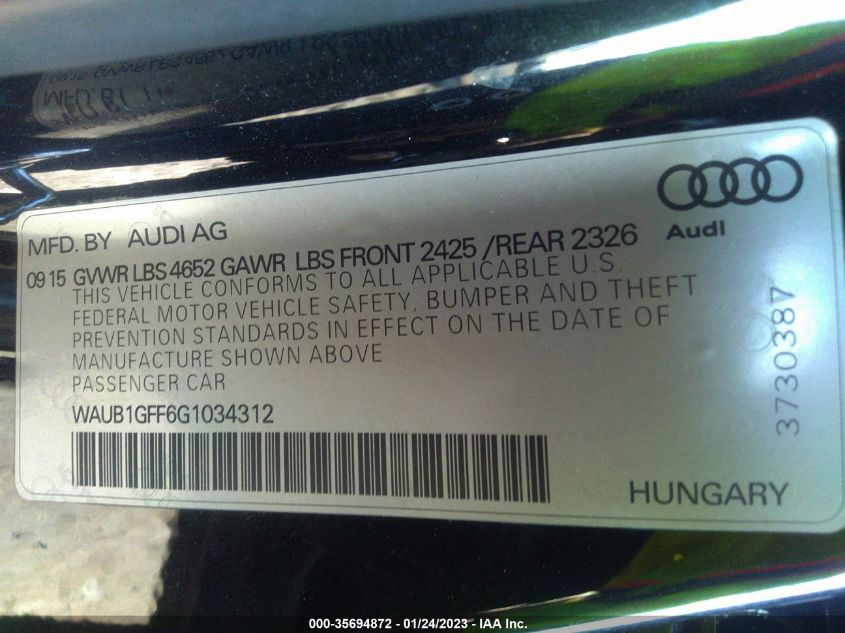 MFD. BY AUDI AG
Audi
09 15 GVWR LBS 4652 GAWR LBS FRONT 2425 /REAR 2326
THIS VEHICLE CONFORMS TO ALL APPLICABLE U.S.
FEDERAL MOTOR VEHICLE SAFETY, BUMPER AND THEFT
PREVENTION STANDARDS IN EFFECT ON THE DATE OF
MANUFACTURE SHOWN ABOVE
PASSENGER CAR
WAUB1GFF6G1034312
3730387
HUNGARY
000-35694872 - 01/24/2023 - IAA Inc.